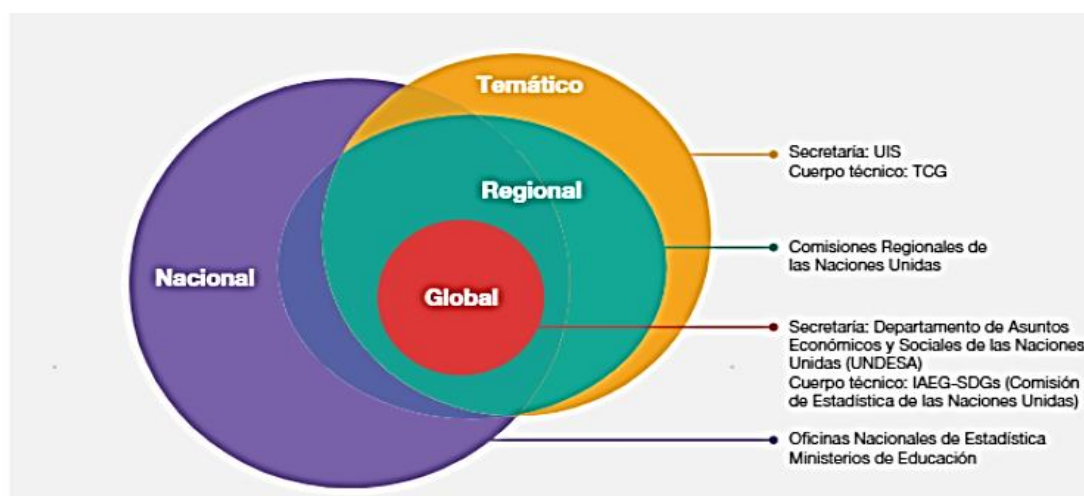 Temático
Regional
Nacional
Global
Secretaría: UIS
Cuerpo técnico: TCG
Comisiones Regionales de
las Naciones Unidas
Secretaría: Departamento de Asuntos
Económicos y Sociales de las Naciones
Unidas (UNDESA)
Cuerpo técnico: IAEG-SDGs (Comisión
de Estadística de las Naciones Unidas)
Oficinas Nacionales de Estadística
Ministerios de Educación